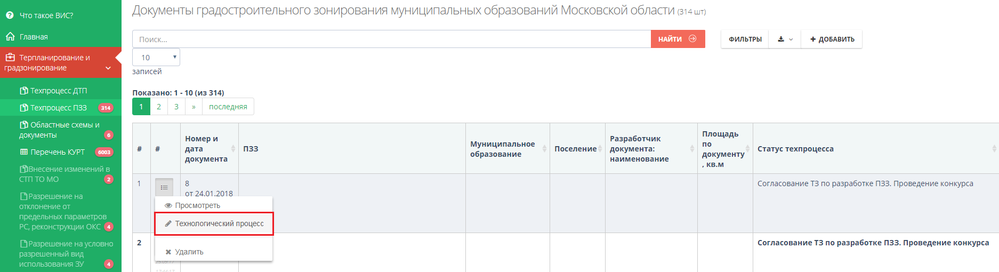 Что такое ВИС?
Главная
Терпланирование и
градзонирование
Техпроцесс ДТП
Техпроцесс ПЗЗ 314
Областные схемы и
документы 6
Перечень КУРТ 6003
Внесение изменений в
СТП ТО МО 2
Разрешение на
отклонение от
предельных параметров
РС, реконструкции ОКС 4
Разрешение на условно
разрешенный вид
использования ЗУ 4
Документы градостроительного зонирования муниципальных образований Московской области (314 шт)
Поиск... НАЙТИ ФИЛЬТРЫ + ДОБАВИТЬ
10
записей
Показано: 1 - 10 (из 314)
1 2 3 » последняя
#
#
Номер и
дата
документа
ПЗЗ
Муниципальное
образование
Поселение
Разработчик
документа:
наименование
Площадь
по
документу
, кв.м
Статус техпроцесса
1
8
от 24.01.2018
Согласование ТЗ по разработке ПЗЗ. Проведение конкурса
Просмотреть
Технологический процесс
Удалить
2
Согласование ТЗ по разработке ПЗЗ. Проведение конкурса